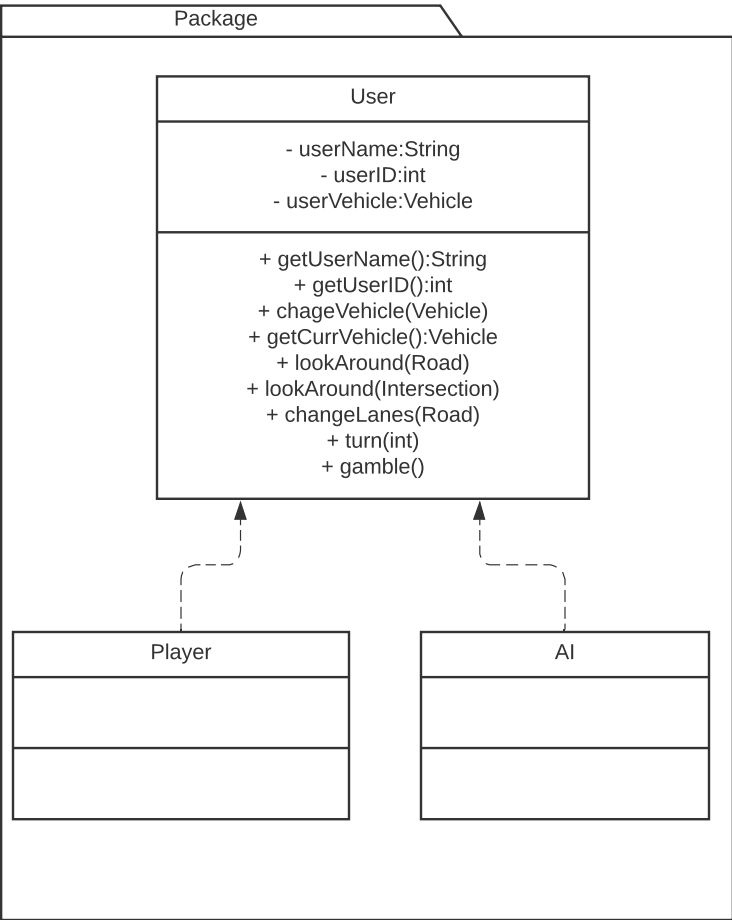 Package
User
- userName:String
- userID:int
- userVehicle:Vehicle
+ getUserName():String
+ getUserID():int
+ chageVehicle(Vehicle)
+ getCurrVehicle():Vehicle
+ lookAround(Road)
+ lookAround(Intersection)
+ changeLanes(Road)
+ turn(int)
+ gamble()
Player
AI